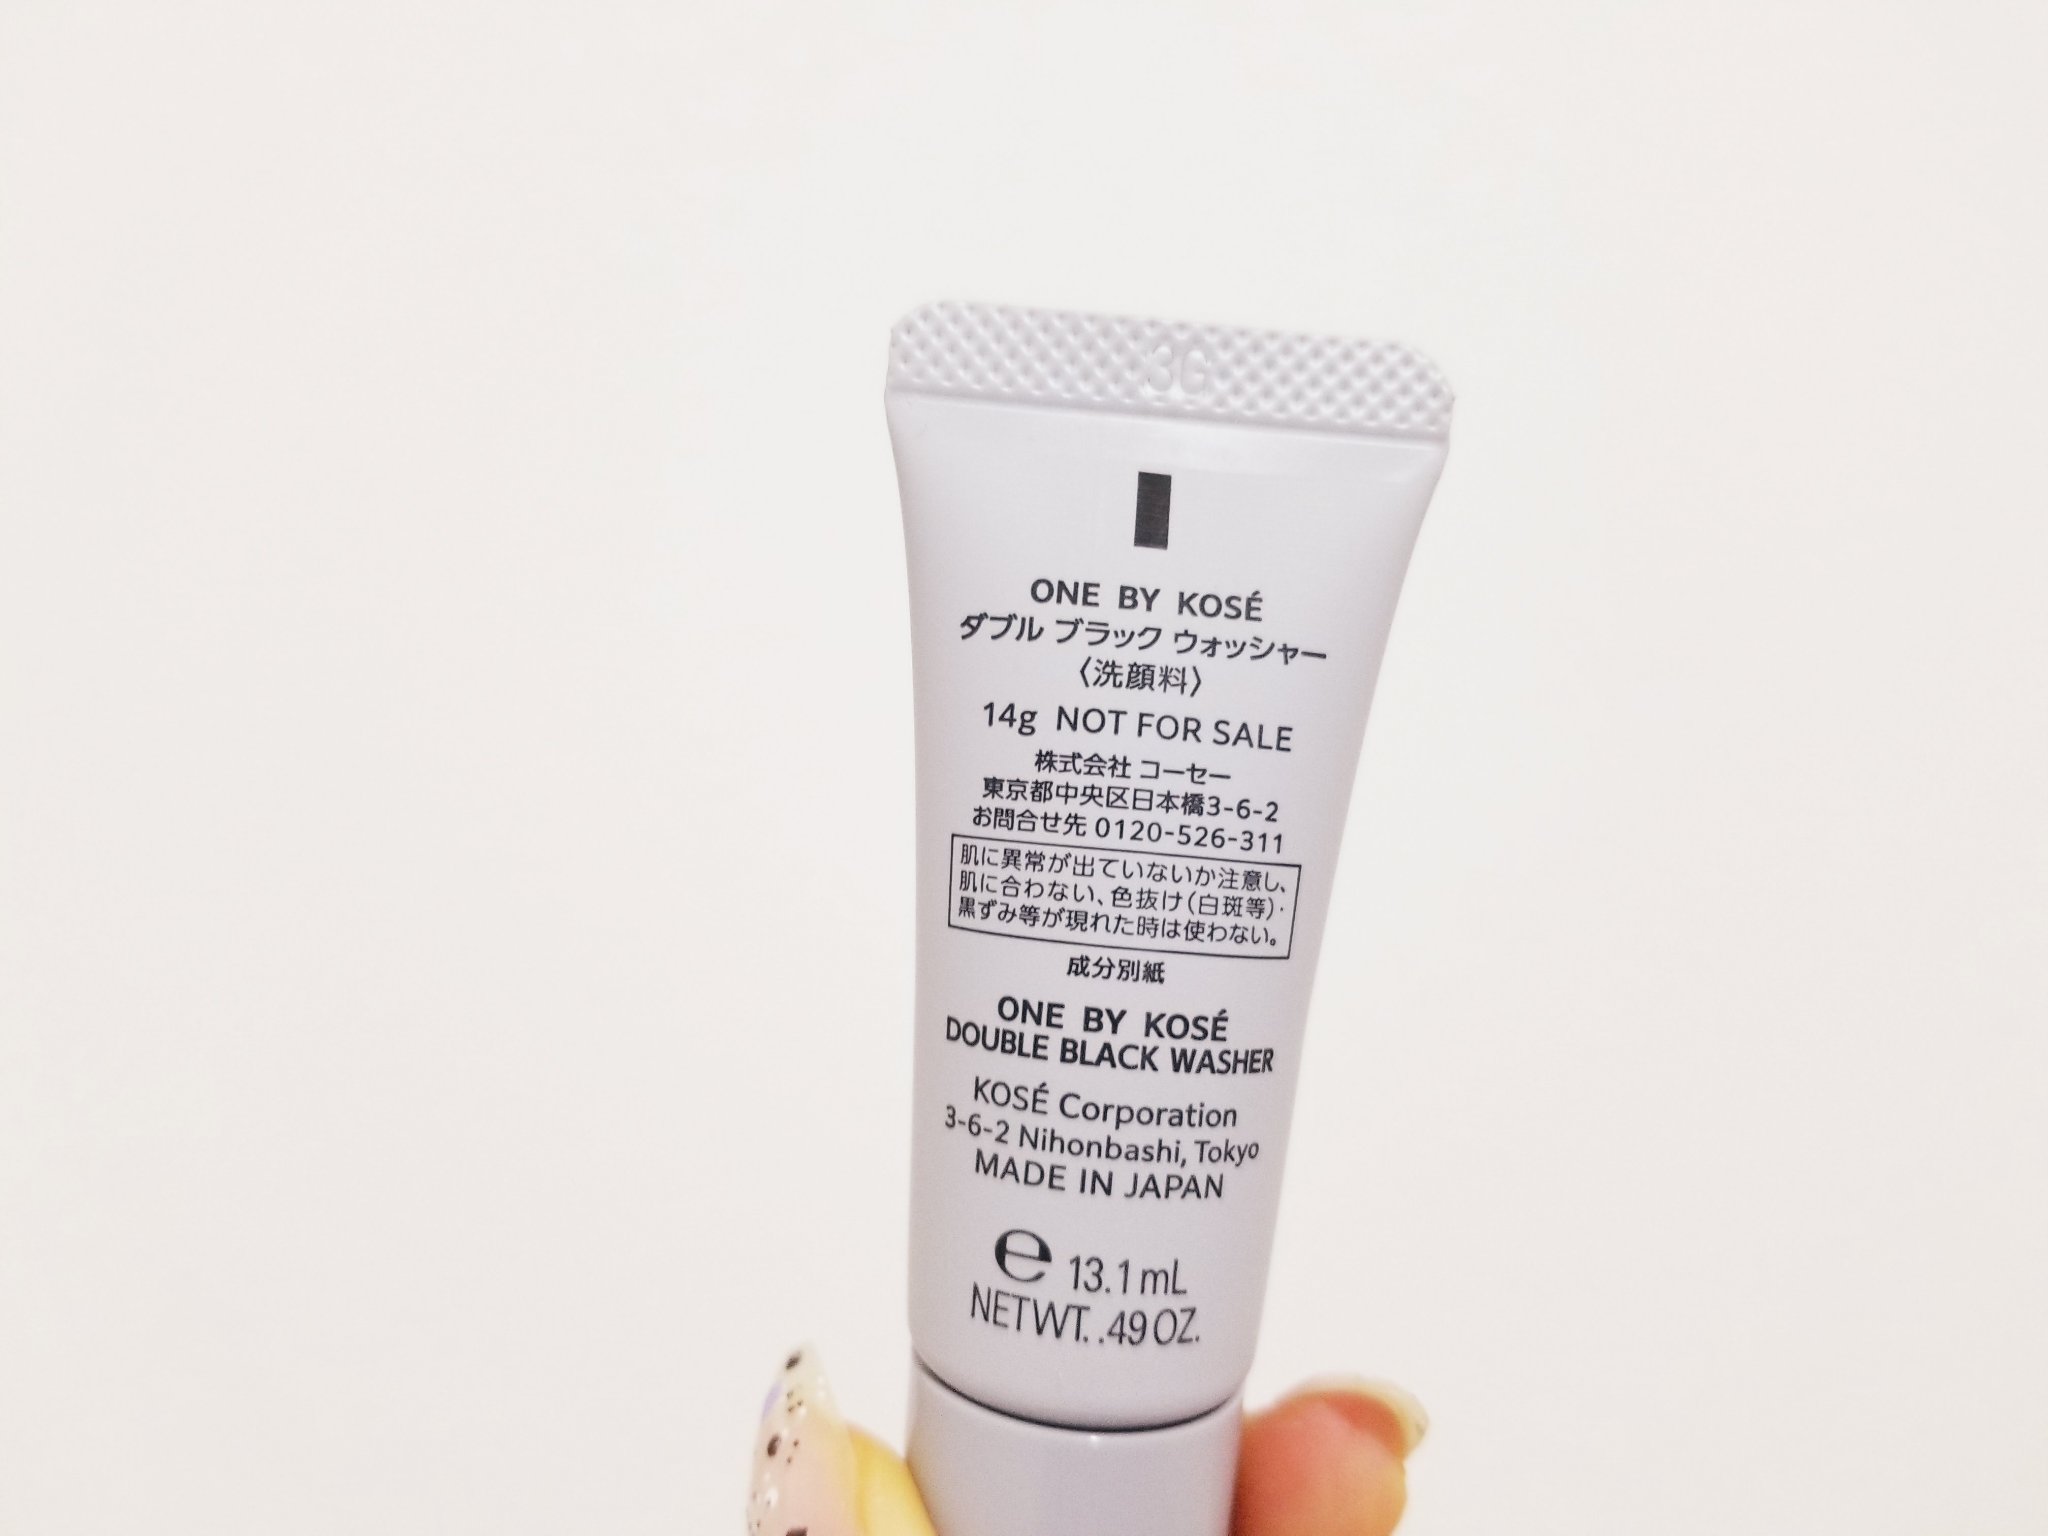 3G
ONE BY KOSÉ
ダブル ブラック ウォッシャー
〈洗顔料〉
14g NOT FOR SALE
株式会社 コーセー
東京都中央区日本橋3-6-2
お問合せ先 0120-526-311
肌に異常が出ていないか注意し、
肌に合わない、色抜け(白斑等)・
黒ずみ等が現れた時は使わない。
成分別紙
ONE BY KOSÉ
DOUBLE BLACK WASHER
KOSÉ Corporation
3-6-2 Nihonbashi, Tokyo
MADE IN JAPAN
e 13.1mL
NETWT. .49OZ.